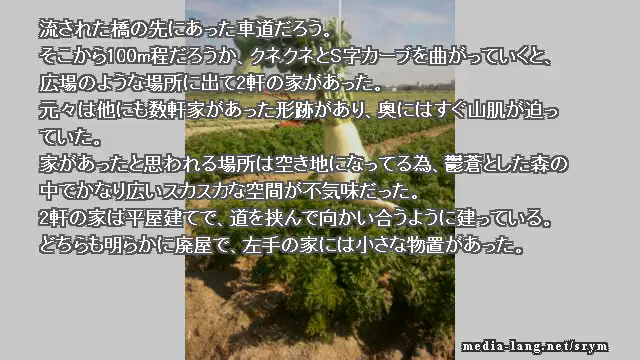 流された橋の先にあった車道だろう。
そこから100m程だろうか、クネクネとS字カーブを曲がっていくと、
広場のような場所に出て2軒の家があった。
元々は他にも数軒家があった形跡があり、奥にはすぐ山肌が迫っ
ていた。
家があったと思われる場所は空き地になってる為、鬱蒼とした森の
中でかなり広いスカスカな空間が不気味だった。
2軒の家は平屋建てで、道を挟んで向かい合うように建っている。
どちらも明らかに廃屋で、左手の家には小さな物置があった。
media-lang.net/srym